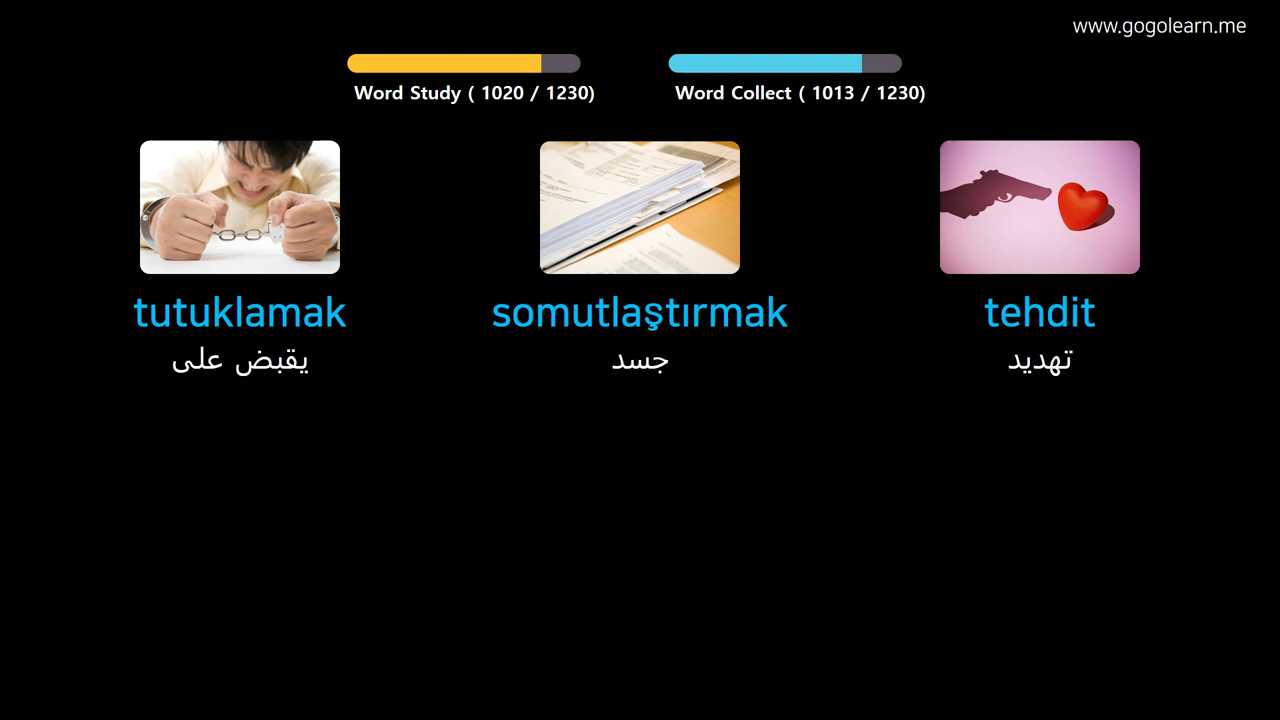 www.gogolearn.me
Word Study ( 1020 / 1230)
Word Collect ( 1013 / 1230)
tutuklamak
يقبض على
somutlaştırmak
جسد
tehdit
تهديد